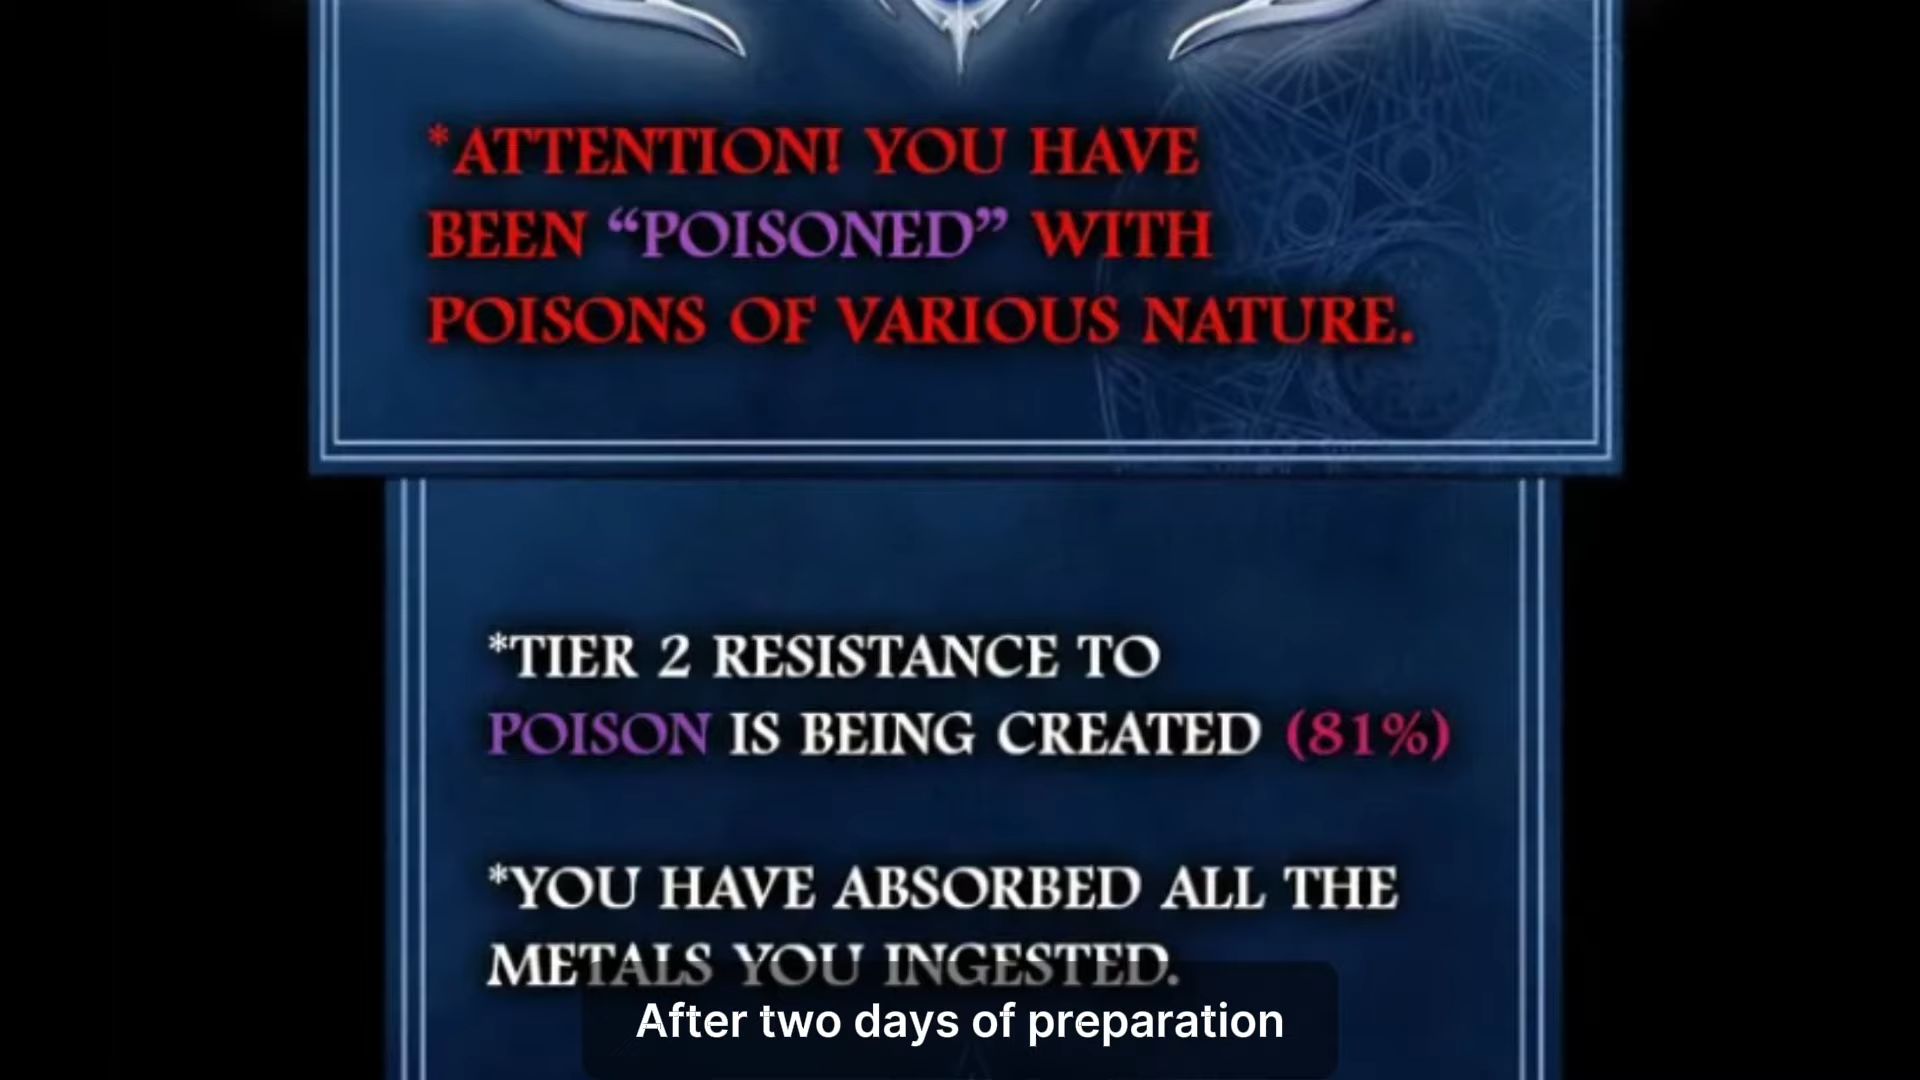 *ATTENTION! YOU HAVE
BEEN “POISONED” WITH
POISONS OF VARIOUS NATURE.
*TIER 2 RESISTANCE TO
POISON IS BEING CREATED (81%)
*YOU HAVE ABSORBED ALL THE
METALS YOU INGESTED.
After two days of preparation